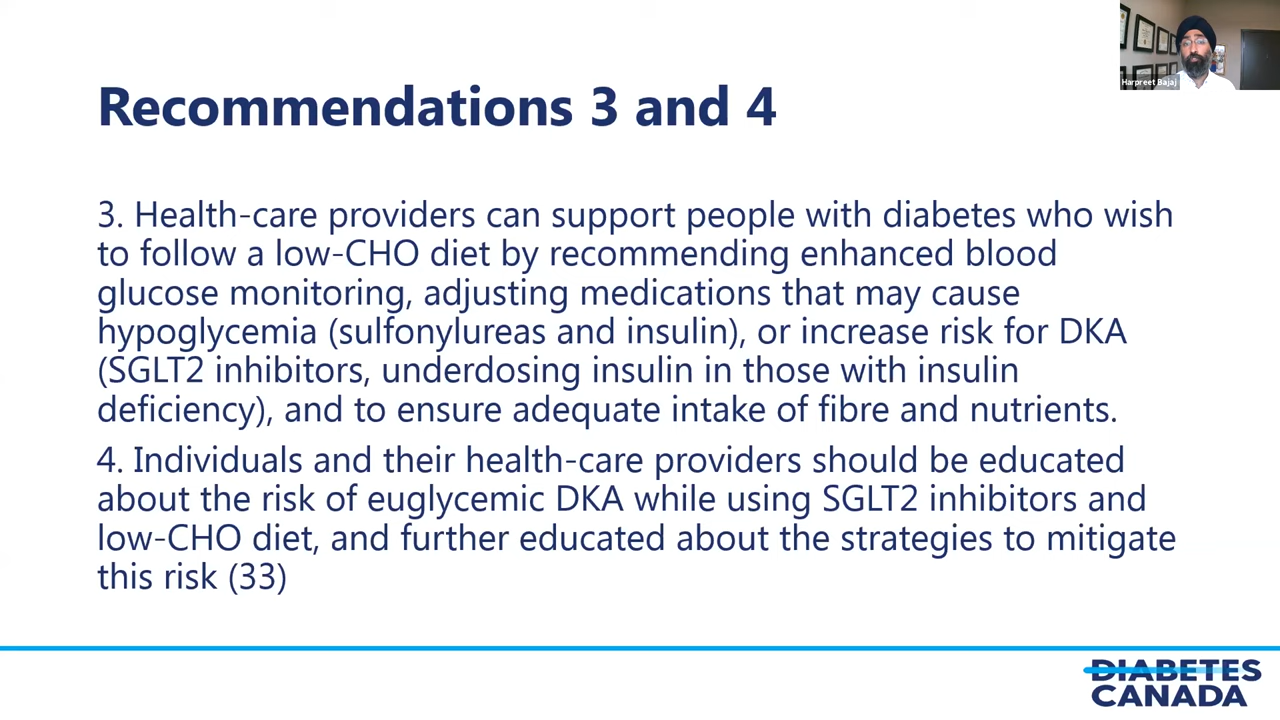 Harpreet Bajaj
Recommendations 3 and 4
3. Health-care providers can support people with diabetes who wish
to follow a low-CHO diet by recommending enhanced blood
glucose monitoring, adjusting medications that may cause
hypoglycemia (sulfonylureas and insulin), or increase risk for DKA
(SGLT2 inhibitors, underdosing insulin in those with insulin
deficiency), and to ensure adequate intake of fibre and nutrients.
4. Individuals and their health-care providers should be educated
about the risk of euglycemic DKA while using SGLT2 inhibitors and
low-CHO diet, and further educated about the strategies to mitigate
this risk (33)
DIABETES
CANADA